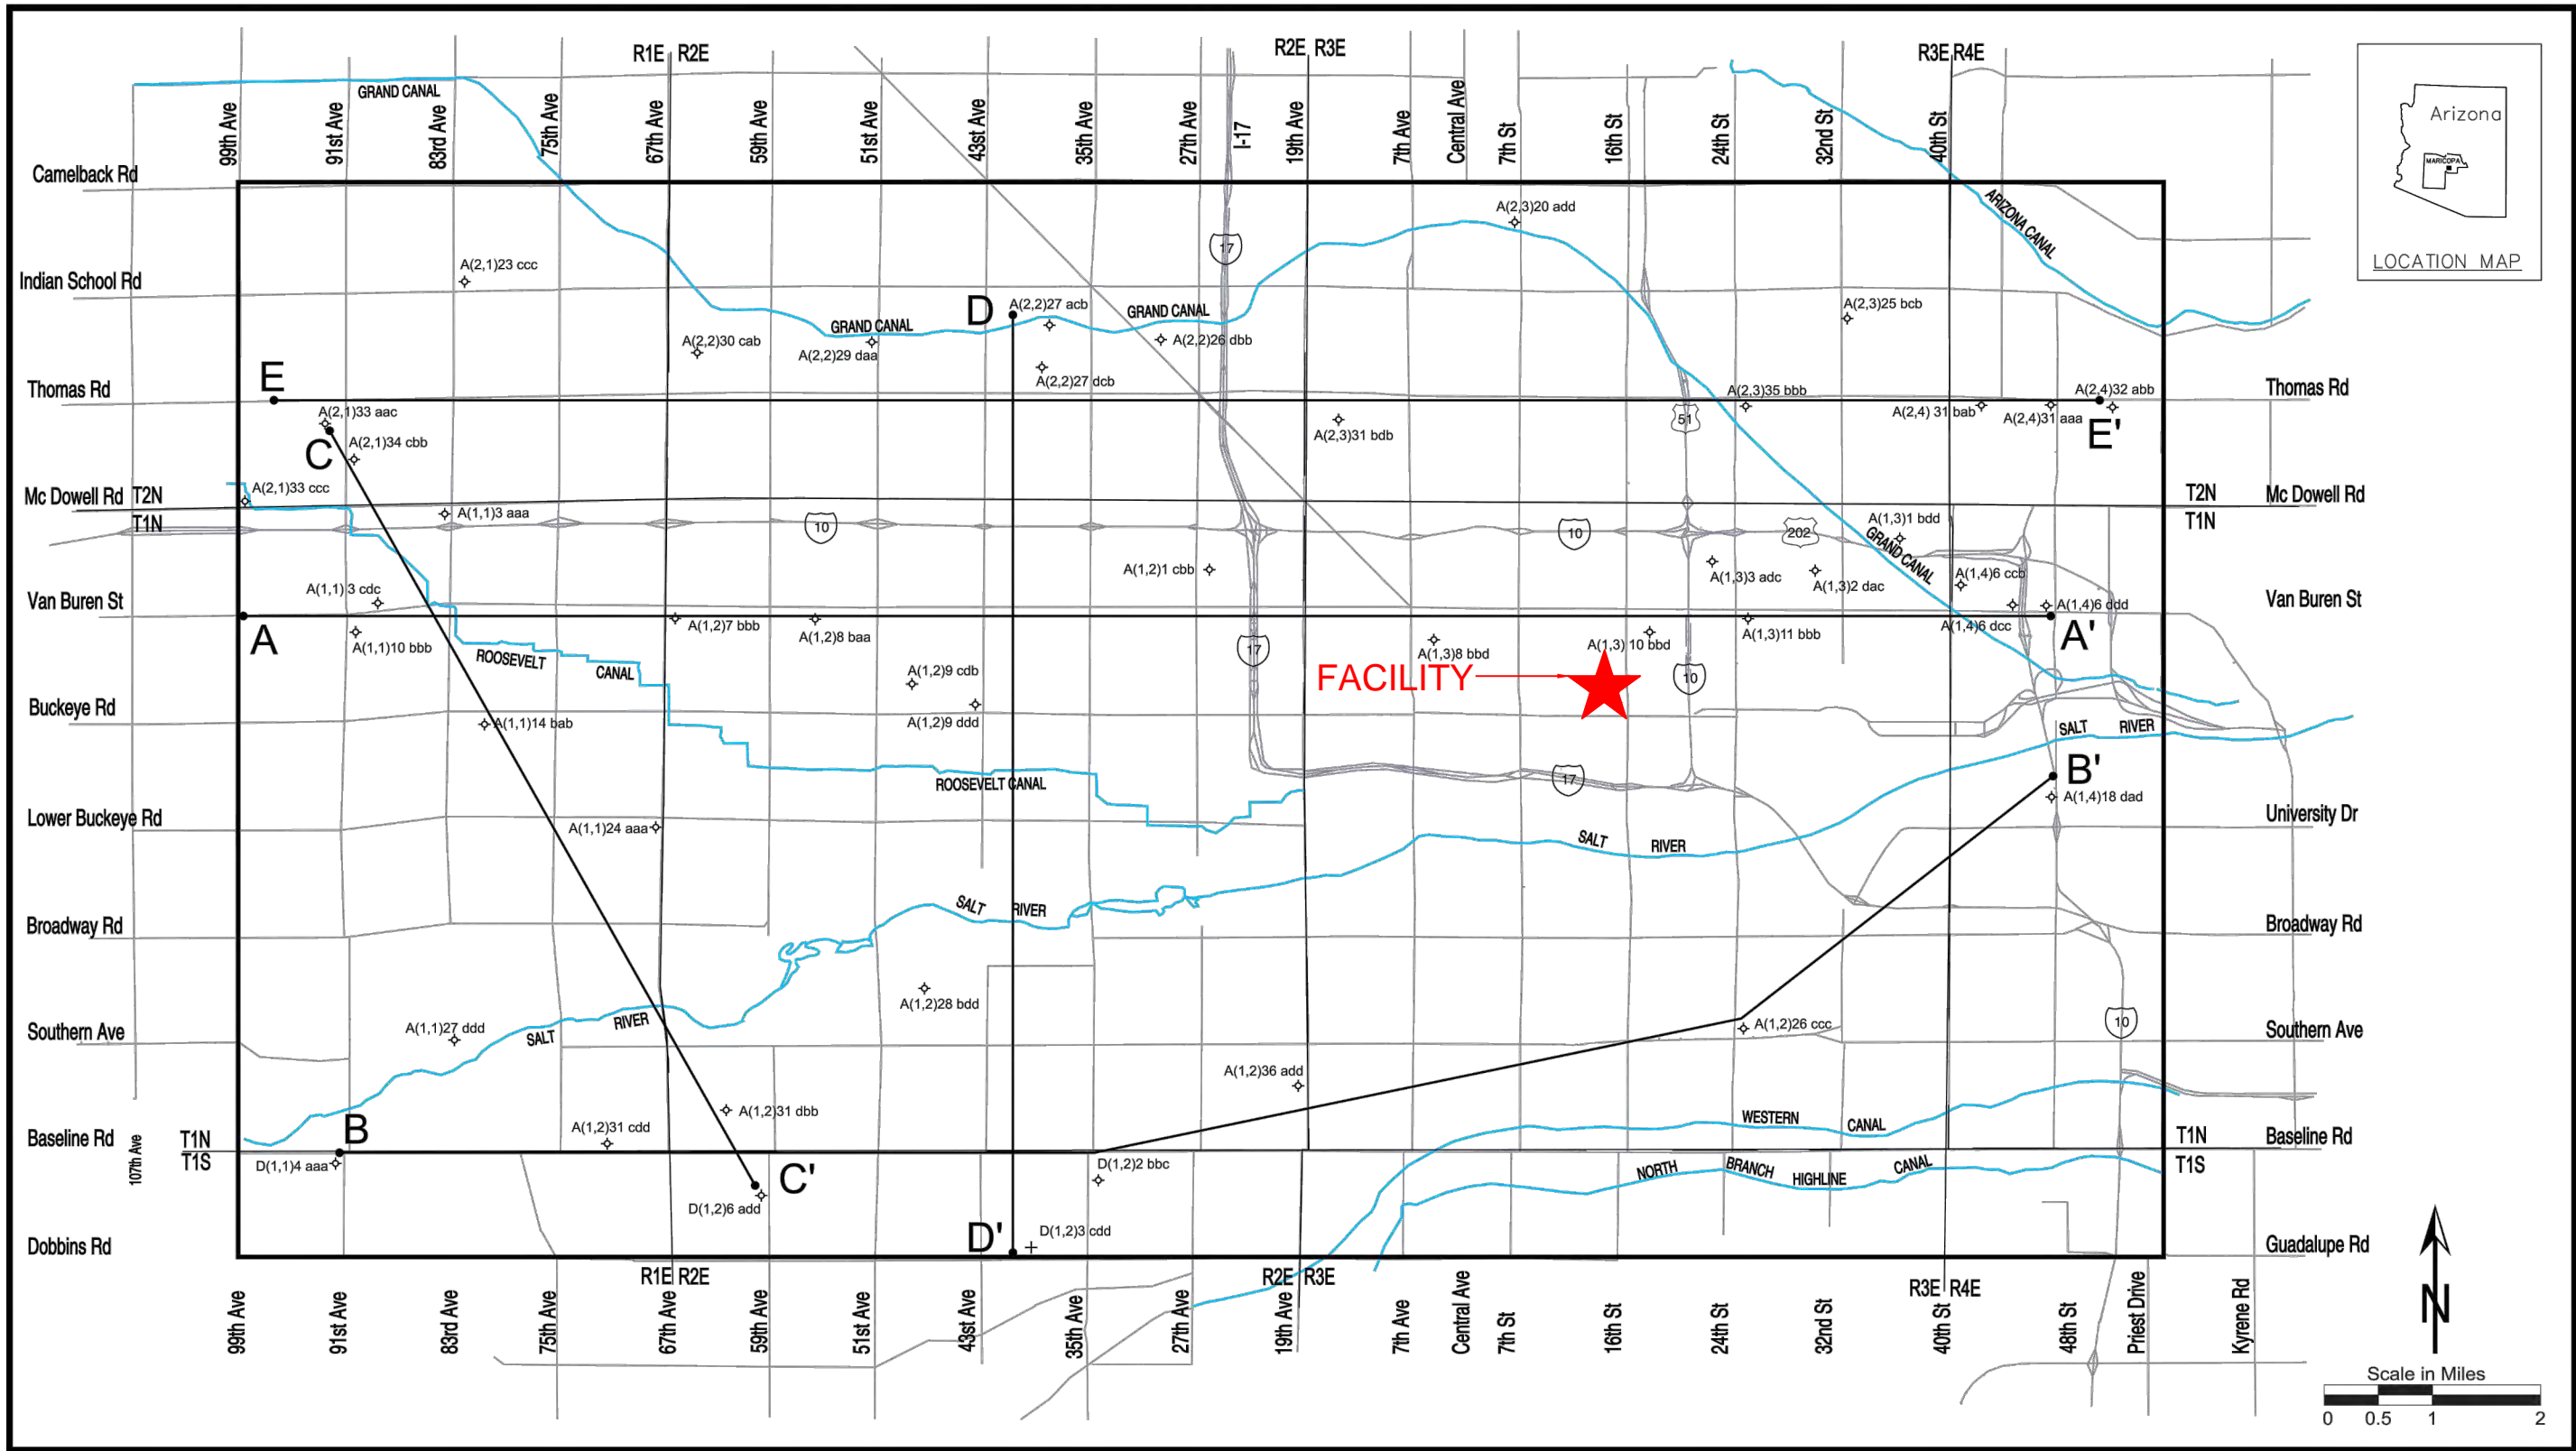 R1E R2E
R2E R3E
R3E R4E
GRAND CANAL
99th Ave
91st Ave
83rd Ave
75th Ave
67th Ave
59th Ave
51st Ave
43st Ave
35th Ave
27th Ave
I-17
19th Ave
7th Ave
Central Ave
7th St
16th St
24th St
32nd St
40th St
Arizona
MARICOPA
LOCATION MAP
Camelback Rd
ARIZONA CANAL
A(2,3)20 add
17
Indian School Rd
A(2,1)23 ccc
D
A(2,2)27 acb
GRAND CANAL
GRAND CANAL
A(2,3)25 bcb
A(2,2)30 cab
A(2,2)29 daa
A(2,2)26 dbb
A(2,2)27 dcb
Thomas Rd
E
A(2,3)35 bbb
A(2,4)32 abb
Thomas Rd
A(2,1)33 aac
51
A(2,4) 31 bab
A(2,4)31 aaa
E'
C
A(2,1)34 cbb
A(2,3)31 bdb
A(2,1)33 ccc
Mc Dowell Rd T2N
T1N
T2N Mc Dowell Rd
T1N
A(1,1)3 aaa
10
10
202
A(1,3)1 bdd
GRAND CANAL
A(1,2)1 cbb
A(1,3)3 adc
A(1,3)2 dac
A(1,4)6 ccb
A(1,1) 3 cdc
Van Buren St
A(1,4)6 ddd
Van Buren St
A
A(1,2)7 bbb
A(1,2)8 baa
A(1,3)11 bbb
A(1,4)6 dcc
A'
A(1,1)10 bbb
ROOSEVELT CANAL
17
A(1,3)8 bbd
A(1,3) 10 bbd
A(1,2)9 cdb
FACILITY
10
Buckeye Rd
A(1,1)14 bab
A(1,2)9 ddd
SALT RIVER
ROOSEVELT CANAL
17
B'
A(1,4)18 dad
Lower Buckeye Rd
A(1,1)24 aaa
University Dr
SALT RIVER
Broadway Rd
SALT RIVER
Broadway Rd
A(1,2)28 bdd
Southern Ave
A(1,1)27 ddd
SALT RIVER
A(1,2)26 ccc
10
Southern Ave
A(1,2)36 add
B
A(1,2)31 dbb
A(1,2)31 cdd
WESTERN CANAL
Baseline Rd
107th Ave
T1N
T1S
T1N Baseline Rd
T1S
D(1,1)4 aaa
C'
D(1,2)2 bbc
NORTH BRANCH HIGHLINE CANAL
D(1,2)6 add
D'
D(1,2)3 cdd
Dobbins Rd
Guadalupe Rd
R1E R2E
R2E R3E
R3E R4E
99th Ave
91st Ave
83rd Ave
75th Ave
67th Ave
59th Ave
51st Ave
43st Ave
35th Ave
27th Ave
19th Ave
7th Ave
Central Ave
7th St
16th St
24th St
32nd St
40th St
48th St
Priest Drive
Kyrene Rd
N
Scale in Miles
0 0.5 1 2